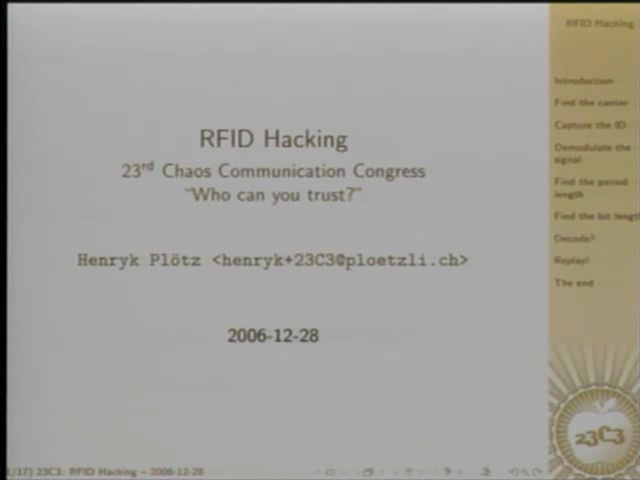 RFID Hacking
23rd Chaos Communication Congress
"Who can you trust?"
Henryk Plötz <henryk+23C3@ploetzli.ch>
2006-12-28
RFID Hacking
Introduction
Find the carrier
Capture the ID
Demodulate the
signal
Find the period
length
Find the bit length
Decode?
Replay!
The end
23C3
/17) 23C3: RFID Hacking – 2006-12-28